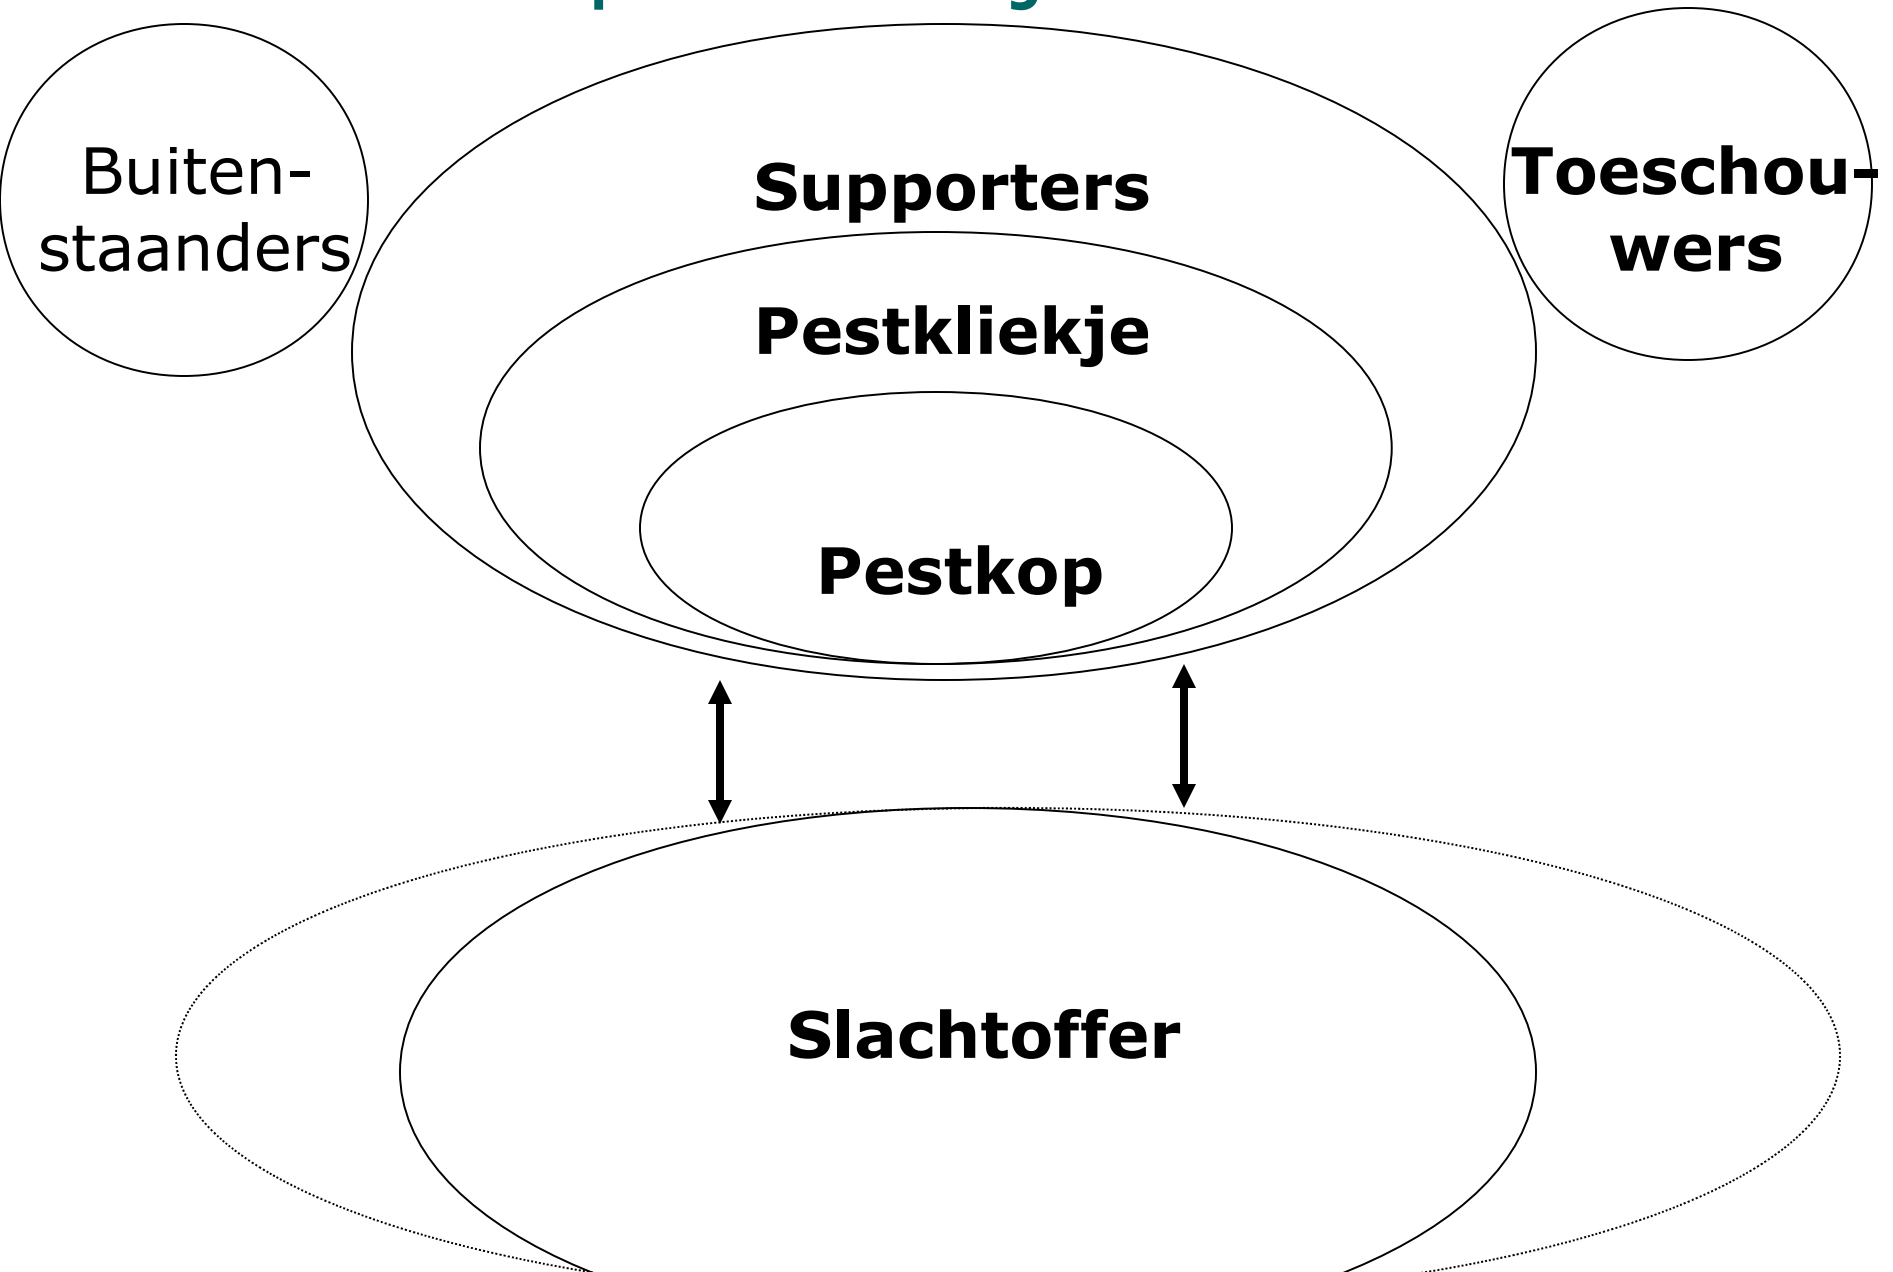 Buiten-
staanders
Supporters
Toeschou-
wers
Pestkliekje
Pestkop
Slachtoffer